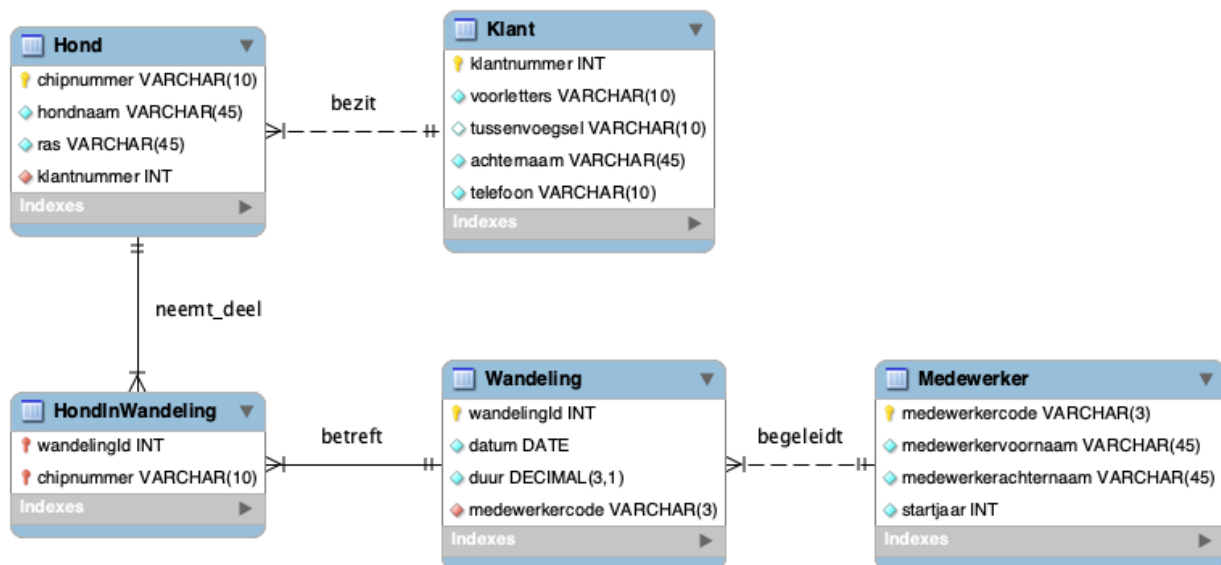 Hond
chipnummer VARCHAR(10)
hondnaam VARCHAR(45)
ras VARCHAR(45)
klantnummer INT
Indexes
bezit
Klant
klantnummer INT
voorletters VARCHAR(10)
tussenvoegsel VARCHAR(10)
achternaam VARCHAR(45)
telefoon VARCHAR(10)
Indexes
neemt_deel
HondInWandeling
wandelingId INT
chipnummer VARCHAR(10)
Indexes
betreft
Wandeling
wandelingId INT
datum DATE
duur DECIMAL(3,1)
medewerkercode VARCHAR(3)
Indexes
begeleidt
Medewerker
medewerkercode VARCHAR(3)
medewerkervoornaam VARCHAR(45)
medewerkerachternaam VARCHAR(45)
startjaar INT
Indexes